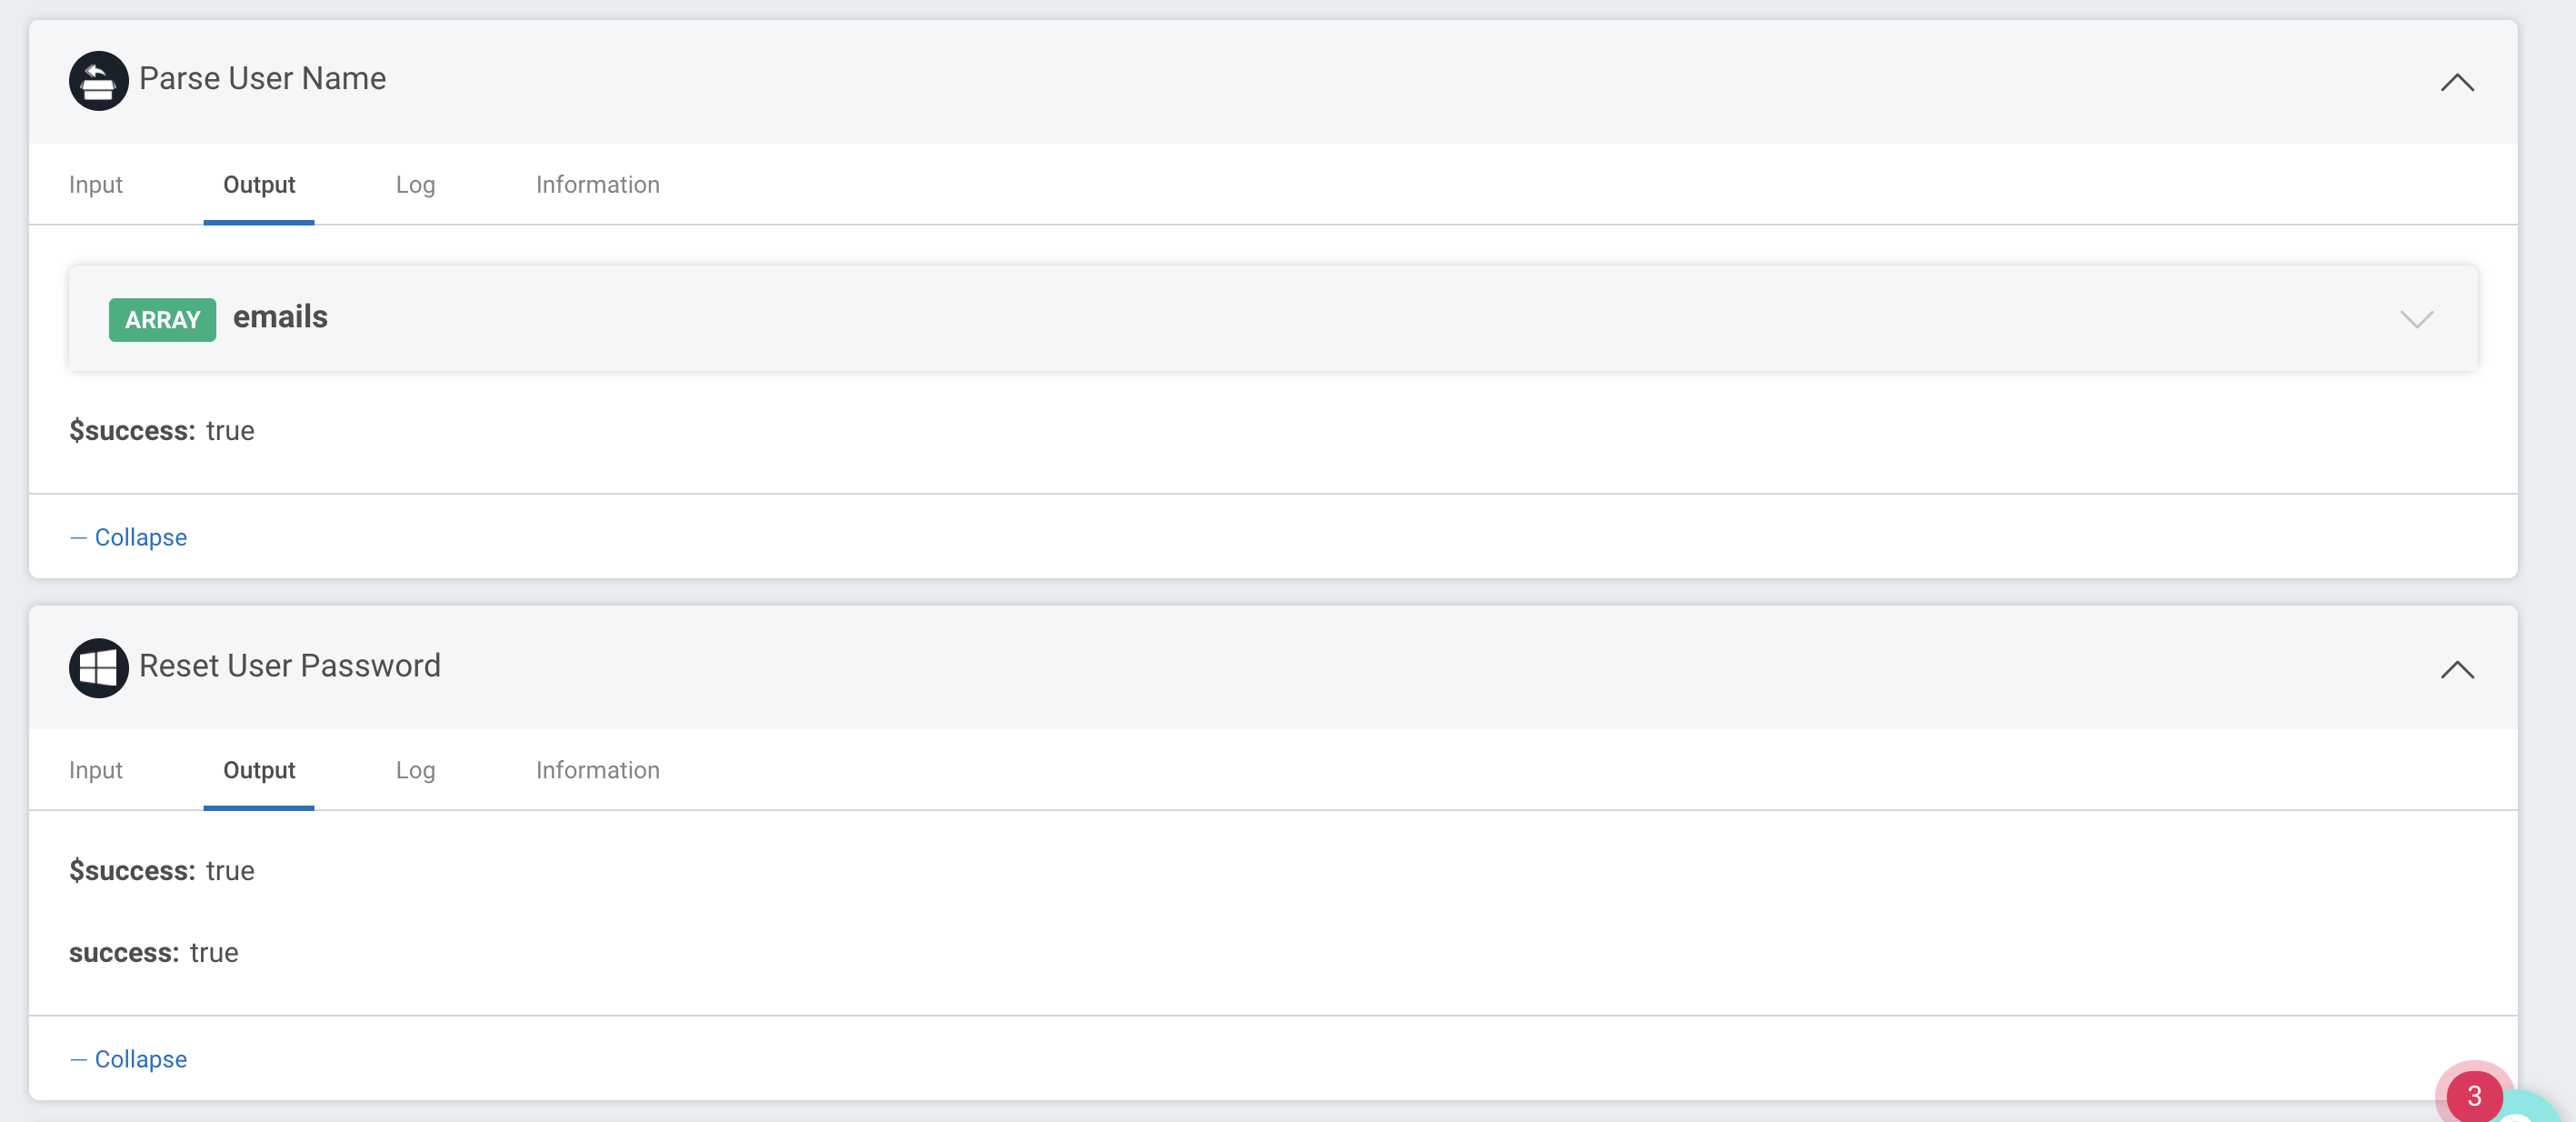 Parse User Name
Input Output Log Information
ARRAY emails
$success: true
— Collapse
Reset User Password
Input Output Log Information
$success: true
success: true
— Collapse
3